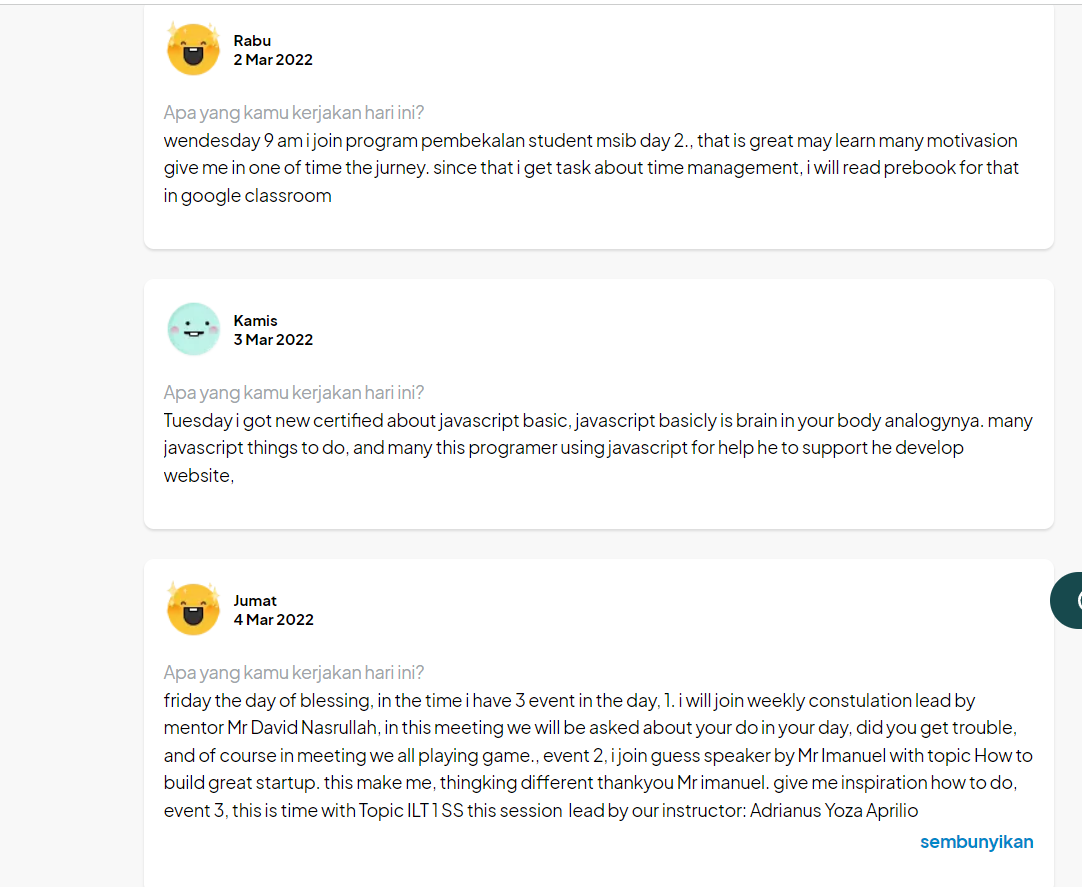 Rabu
2 Mar 2022
Apa yang kamu kerjakan hari ini?
wendesday 9 am i join program pembekalan student msib day 2., that is great may learn many motivasion
give me in one of time the jurney. since that i get task about time management, i will read prebook for that
in google classroom
Kamis
3 Mar 2022
Apa yang kamu kerjakan hari ini?
Tuesday i got new certified about javascript basic, javascript basicly is brain in your body analogynya. many
javascript things to do, and many this programer using javascript for help he to support he develop
website,
Jumat
4 Mar 2022
Apa yang kamu kerjakan hari ini?
friday the day of blessing, in the time i have 3 event in the day, 1. i will join weekly constulation lead by
mentor Mr David Nasrullah, in this meeting we will be asked about your do in your day, did you get trouble,
and of course in meeting we all playing game., event 2, i join guess speaker by Mr Imanuel with topic How to
build great startup. this make me, thingking different thankyou Mr imanuel. give me inspiration how to do,
event 3, this is time with Topic ILT 1 SS this session  lead by our instructor: Adrianus Yoza Aprilio
sembunyikan